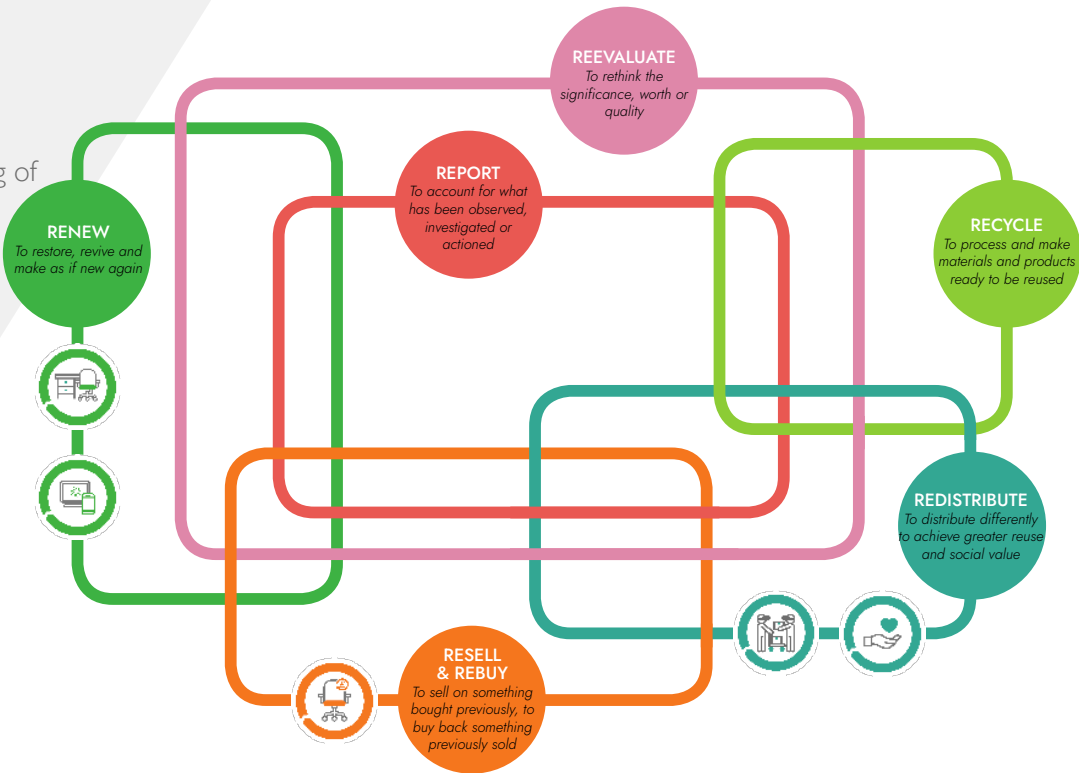 g of
REEVALUATE
To rethink the
significance, worth or
quality
REPORT
To account for what
has been observed,
investigated or
actioned
RENEW
To restore, revive and
make as if new again
RECYCLE
To process and make
materials and products
ready to be reused
REDISTRIBUTE
To distribute differently
to achieve greater reuse
and social value
RESELL
& REBUY
To sell on something
bought previously, to
buy back something
previously sold